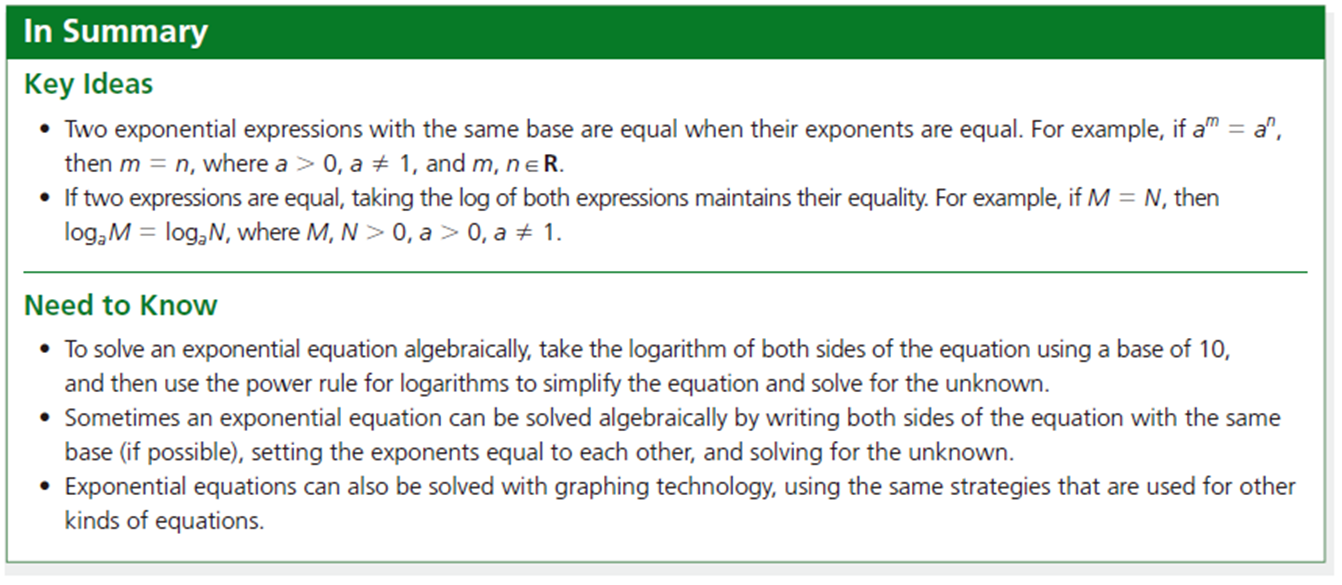 In Summary
Key Ideas
• Two exponential expressions with the same base are equal when their exponents are equal. For example, if aᵐ = aⁿ,
then m = n, where a > 0, a ≠ 1, and m, n ∈ R.
• If two expressions are equal, taking the log of both expressions maintains their equality. For example, if M = N, then
logₐM = logₐN, where M, N > 0, a > 0, a ≠ 1.
Need to Know
• To solve an exponential equation algebraically, take the logarithm of both sides of the equation using a base of 10,
and then use the power rule for logarithms to simplify the equation and solve for the unknown.
• Sometimes an exponential equation can be solved algebraically by writing both sides of the equation with the same
base (if possible), setting the exponents equal to each other, and solving for the unknown.
• Exponential equations can also be solved with graphing technology, using the same strategies that are used for other
kinds of equations.